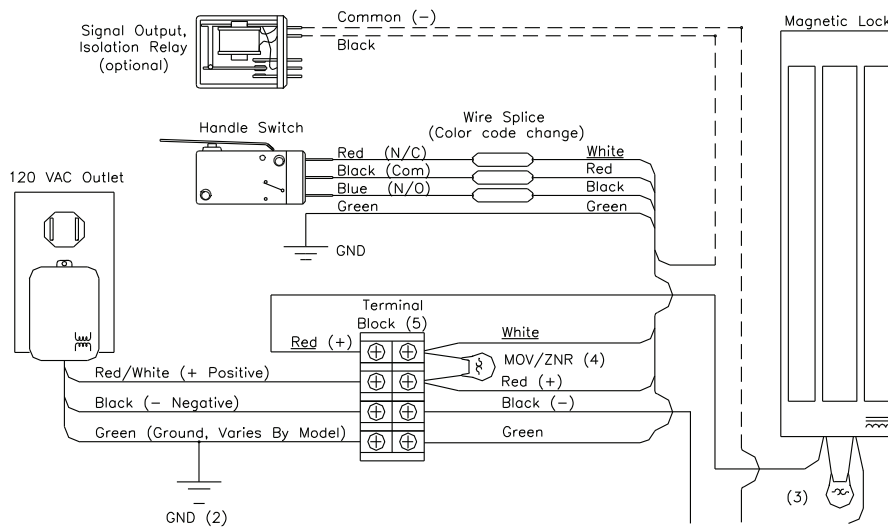 Common (-)
Signal Output,
Isolation Relay
(optional)
Black
Magnetic Lock
Handle Switch
Wire Splice
(Color code change)
Red (N/C)
White
Black (Com)
Red
Blue (N/O)
Black
Green
Green
120 VAC Outlet
GND
Terminal
Block (5)
Red (+)
White
MOV/ZNR (4)
Red/White (+ Positive)
Red (+)
Black (- Negative)
Black (-)
Green (Ground, Varies By Model)
Green
(3)
GND (2)